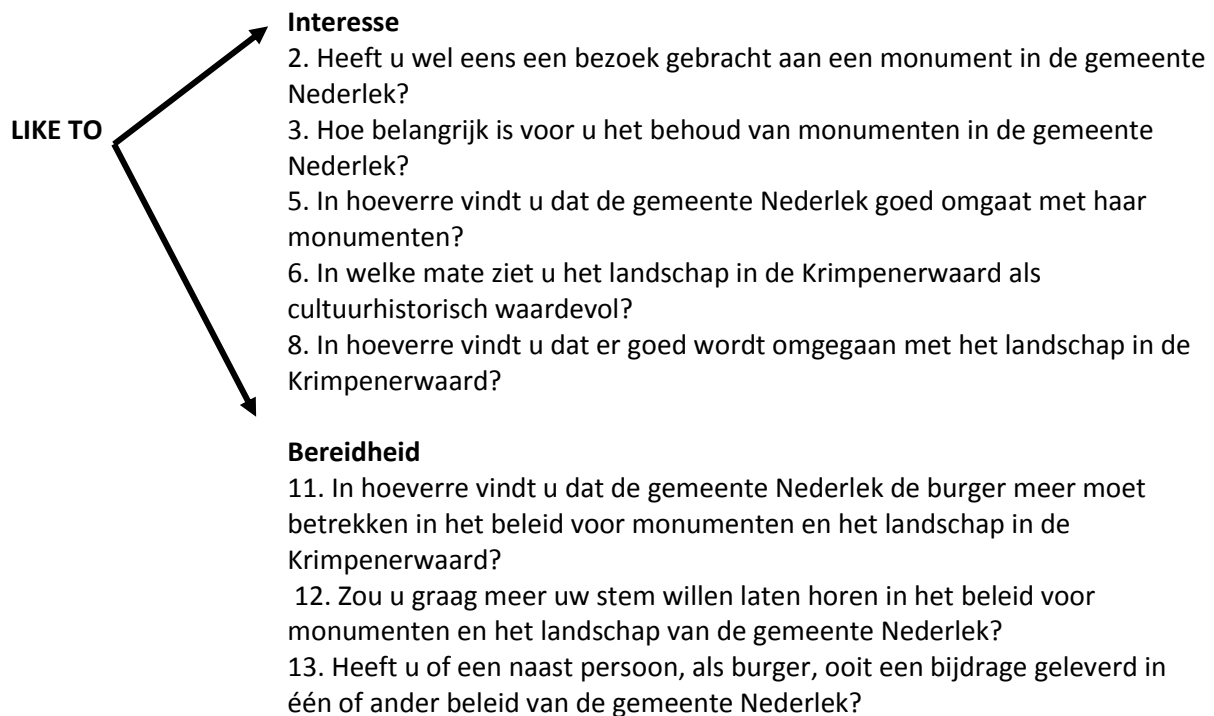 Interesse
2. Heeft u wel eens een bezoek gebracht aan een monument in de gemeente
Nederlek?
LIKE TO
3. Hoe belangrijk is voor u het behoud van monumenten in de gemeente
Nederlek?
5. In hoeverre vindt u dat de gemeente Nederlek goed omgaat met haar
monumenten?
6. In welke mate ziet u het landschap in de Krimpenerwaard als
cultuurhistorisch waardevol?
8. In hoeverre vindt u dat er goed wordt omgegaan met het landschap in de
Krimpenerwaard?
Bereidheid
11. In hoeverre vindt u dat de gemeente Nederlek de burger meer moet
betrekken in het beleid voor monumenten en het landschap in de
Krimpenerwaard?
12. Zou u graag meer uw stem willen laten horen in het beleid voor
monumenten en het landschap van de gemeente Nederlek?
13. Heeft u of een naast persoon, als burger, ooit een bijdrage geleverd in
één of ander beleid van de gemeente Nederlek?